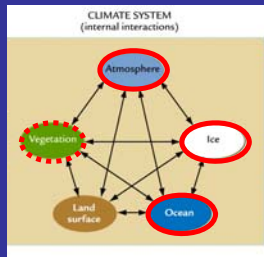 CLIMATE SYSTEM
(internal interactions)
Atmosphere
Vegetation
Ice
Land
surface
Ocean